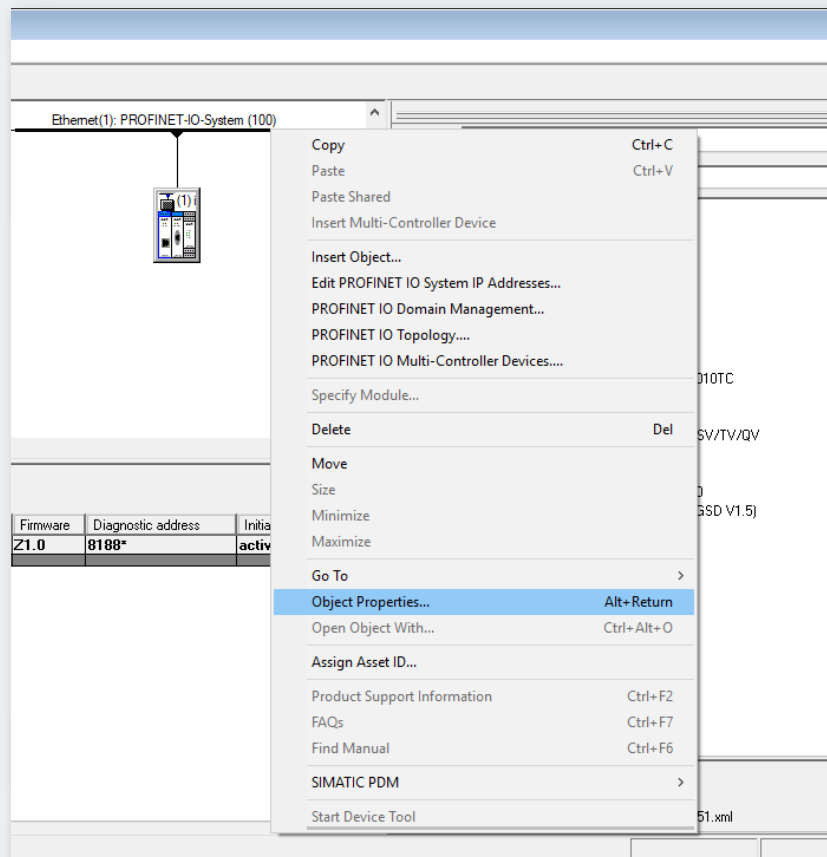 Ethernet(1): PROFINET-IO-System (100)
(1) i
Copy Ctrl+C
Paste Ctrl+V
Paste Shared
Insert Multi-Controller Device
Insert Object...
Edit PROFINET IO System IP Addresses...
PROFINET IO Domain Management...
PROFINET IO Topology....
PROFINET IO Multi-Controller Devices....
Specify Module...
010TC
Delete Del
SV/TV/QV
Move
Size
GSD V1.5)
Minimize
Maximize
Firmware Diagnostic address Initia
Z1.0 8188* activ
Go To
Object Properties... Alt+Return
Open Object With... Ctrl+Alt+O
Assign Asset ID...
Product Support Information Ctrl+F2
FAQs Ctrl+F7
Find Manual Ctrl+F6
SIMATIC PDM
Start Device Tool
51.xml